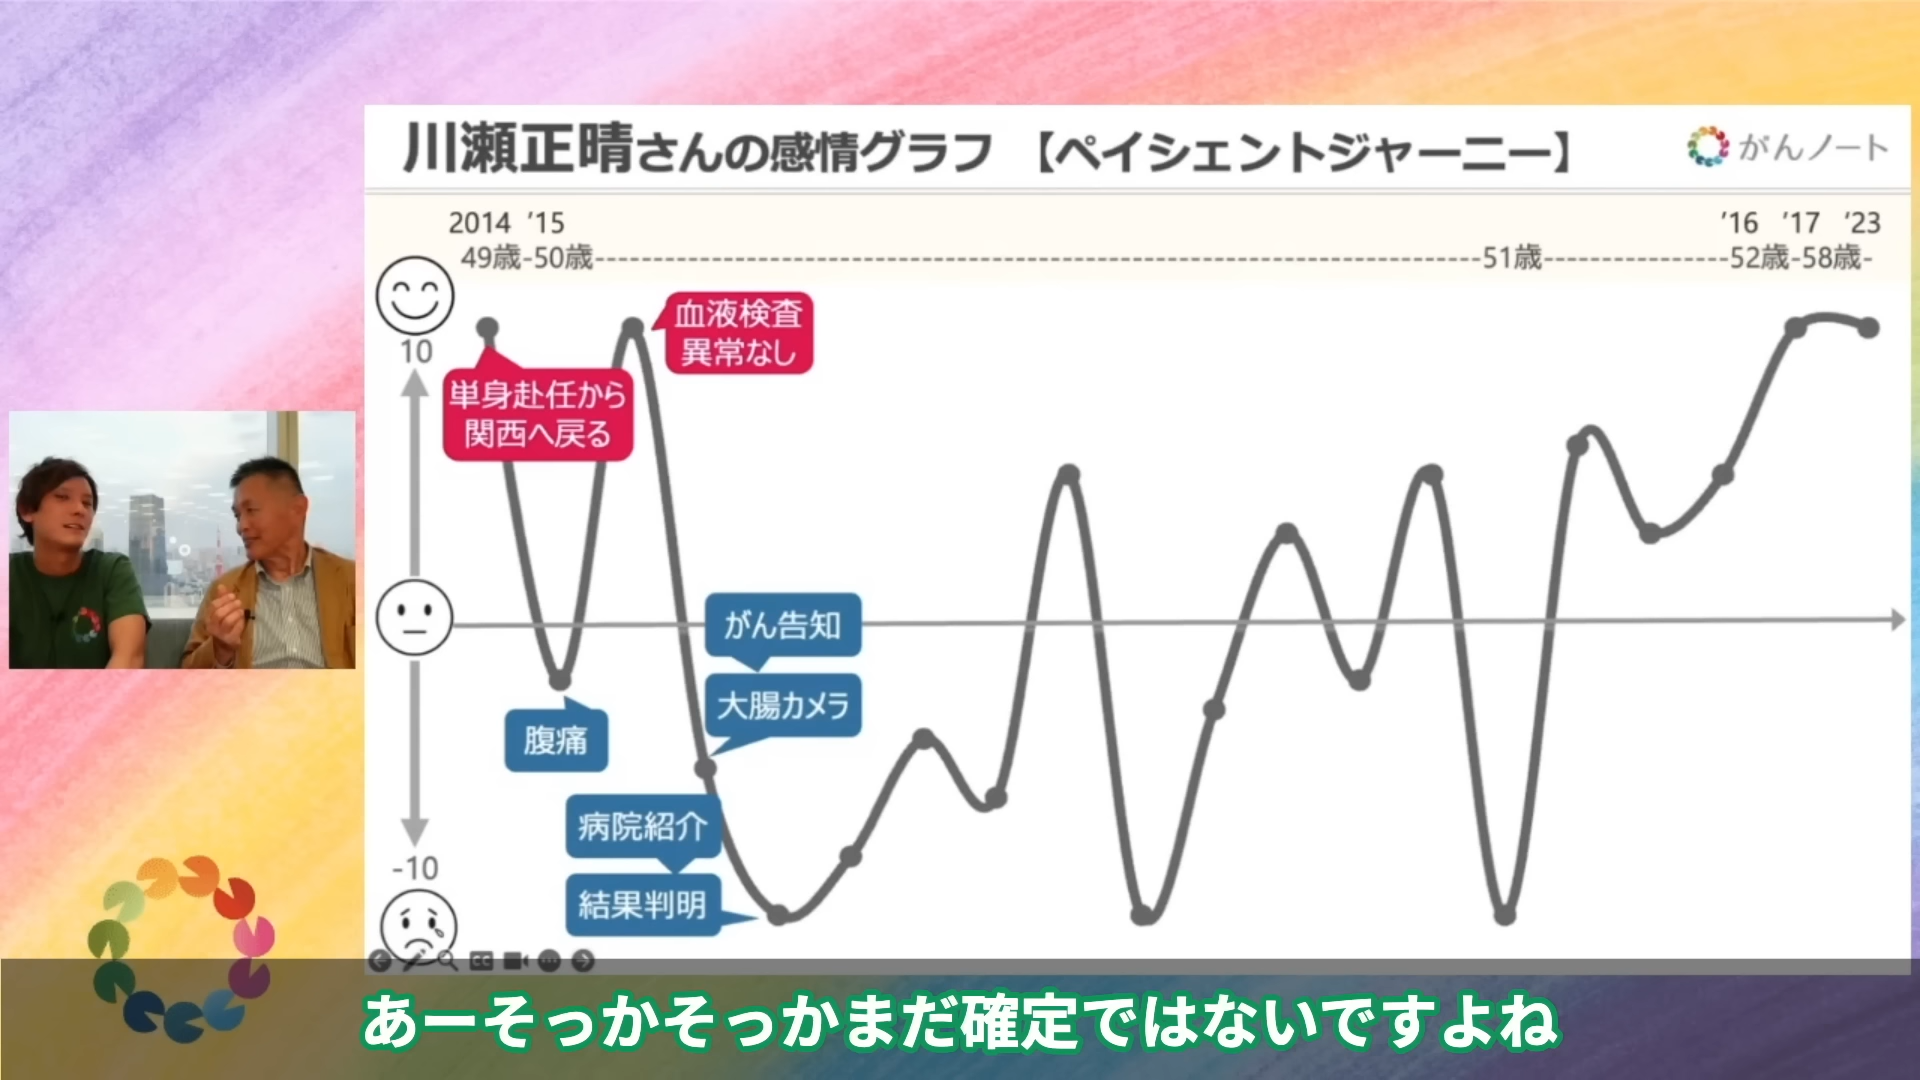 川瀬正晴さんの感情グラフ 【ペイシェントジャーニー】
がんノート
2014 ’15 ’16 ’17 ‘23
49歳-50歳--------------------51歳----------52歳-58歳-
10
単身赴任から
関西へ戻る
血液検査
異常なし
がん告知
大腸カメラ
腹痛
病院紹介
結果判明
-10
CC
あーそっかそっかまだ確定ではないですよね